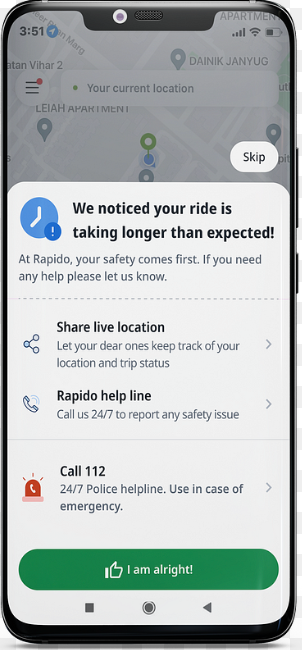 3:51
APARTMEN
atan Vihar 2
DAINIK JANYUG
Your current location
LEIAH APARTMENT
Skip
We noticed your ride is
taking longer than expected!
At Rapido, your safety comes first. If you need
any help please let us know.
Share live location
Let your dear ones keep track of your
location and trip status
Rapido help line
Call us 24/7 to report any safety issue
Call 112
24/7 Police helpline. Use in case of
emergency.
I am alright!